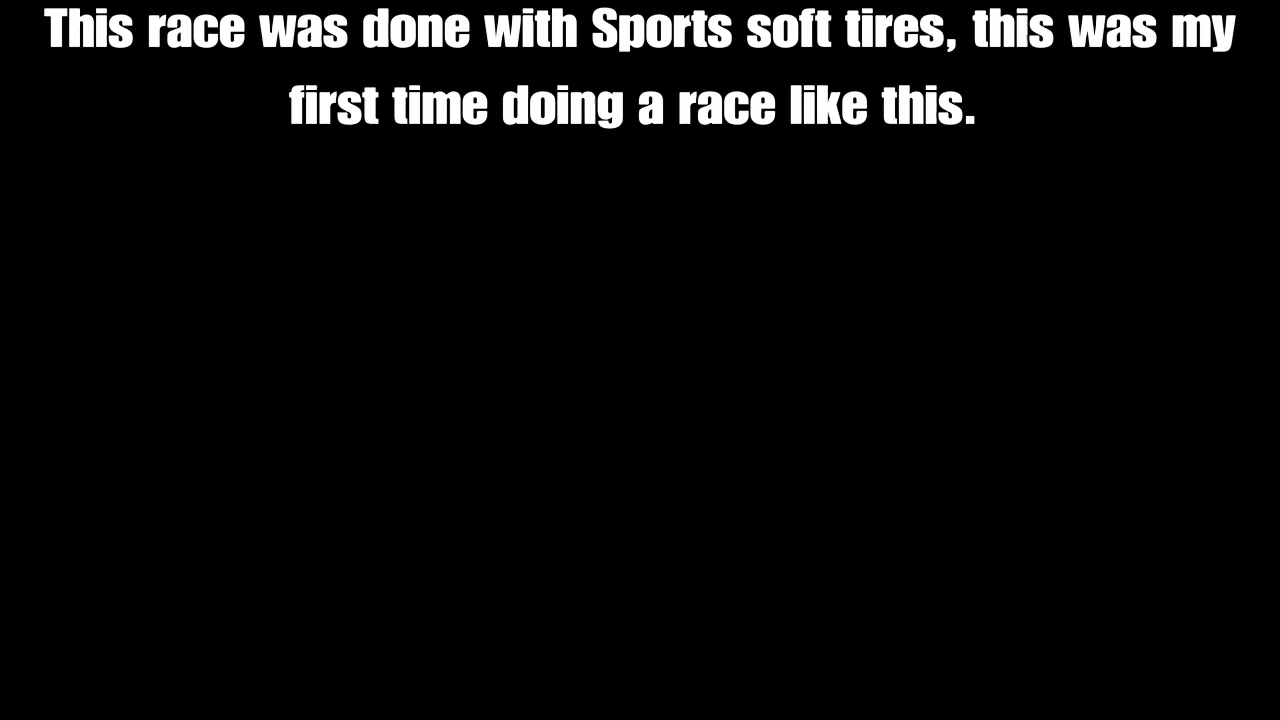 This race was done with Sports soft tires, this was my
first time doing a race like this.